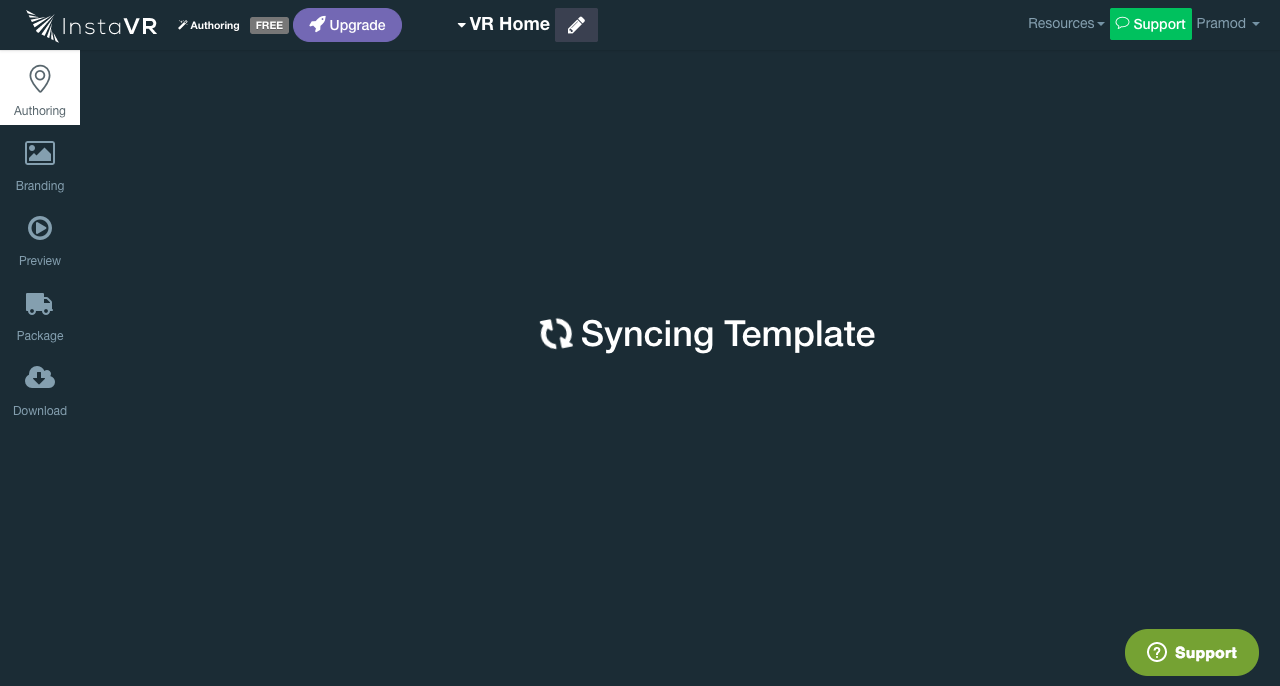 InstaVR Authoring FREE Upgrade VR Home Resources Support Pramod
Authoring
Branding
Preview
Package
Download
Syncing Template
Support